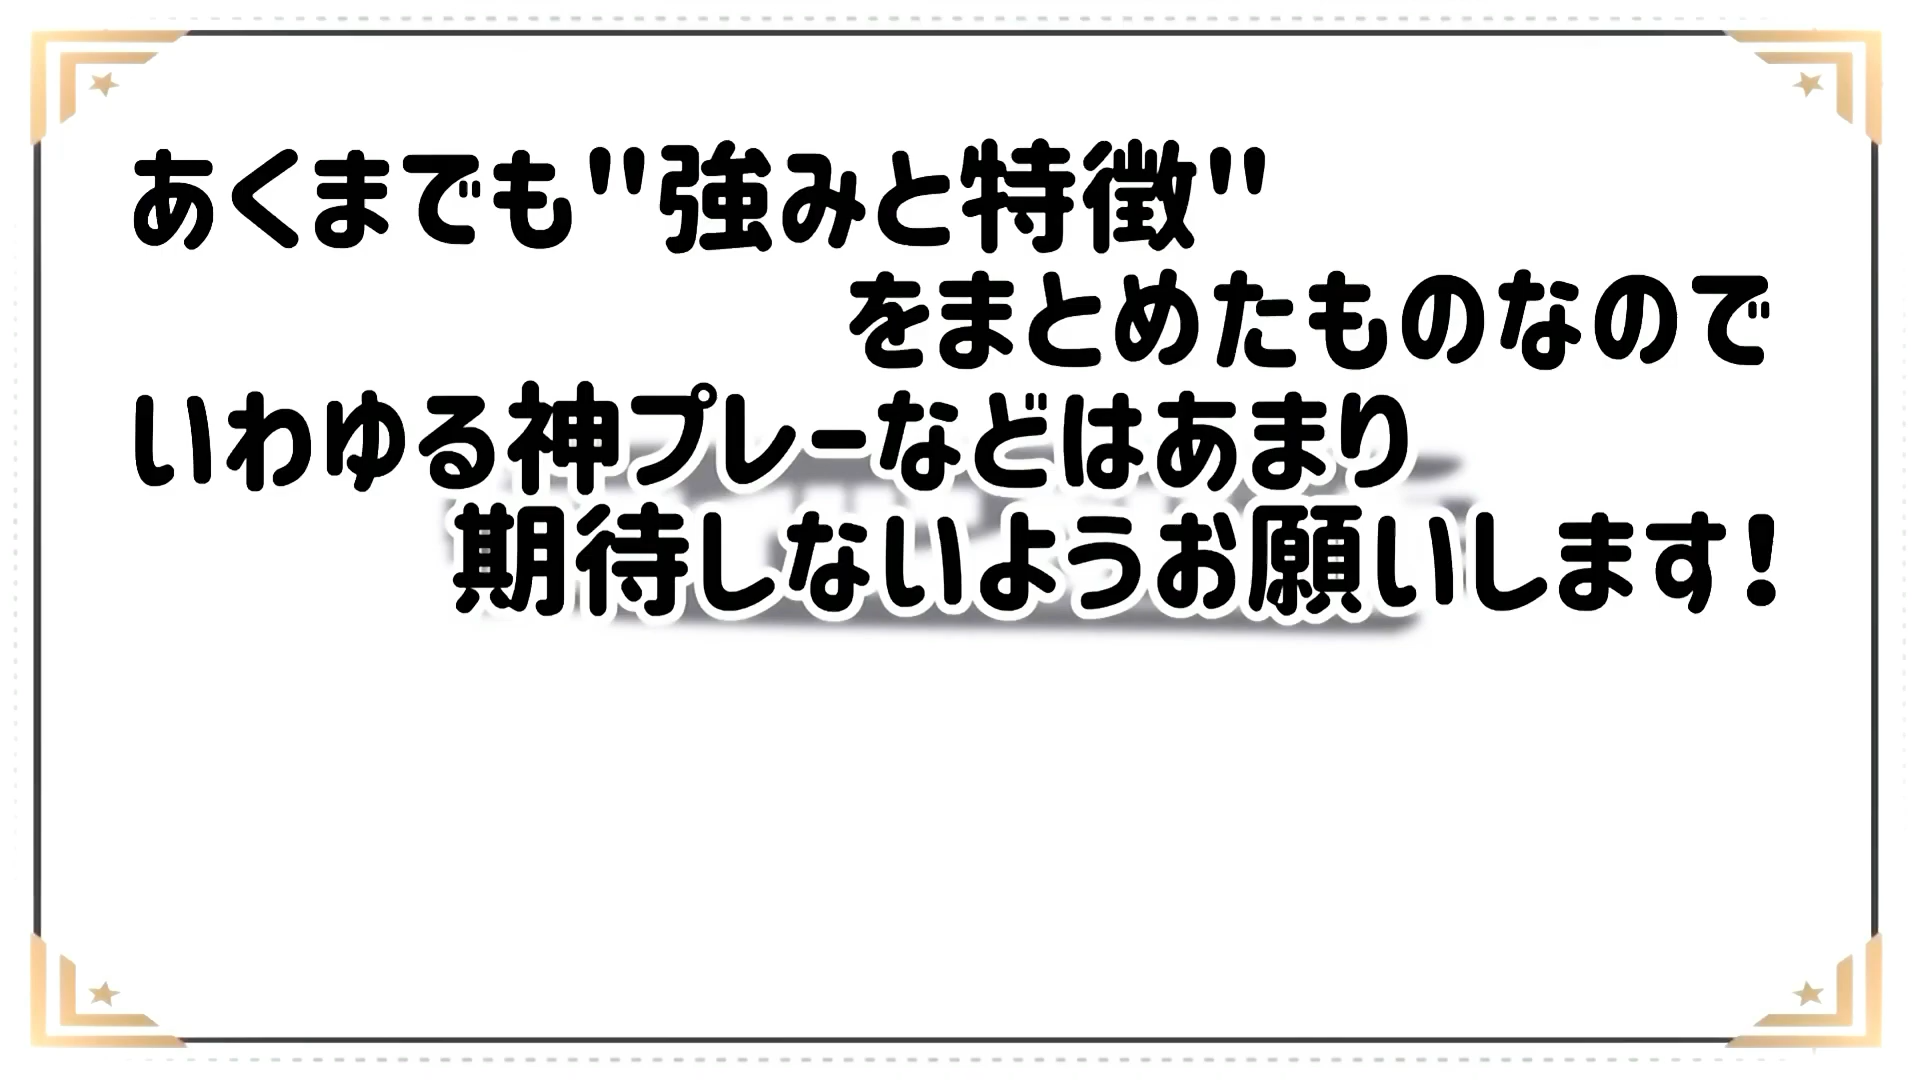 あくまでも"強みと特徴"
をまとめたものなので
いわゆる神プレーなどはあまり
期待しないようお願いします!